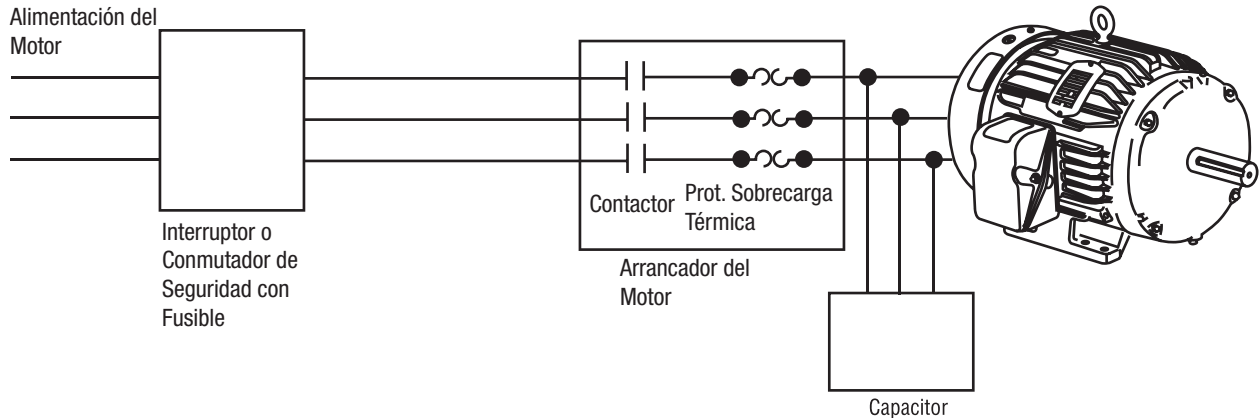 Alimentación del
Motor
Interruptor o
Conmutador de
Seguridad con
Fusible
Contactor
Prot. Sobrecarga
Térmica
Arrancador del
Motor
Capacitor